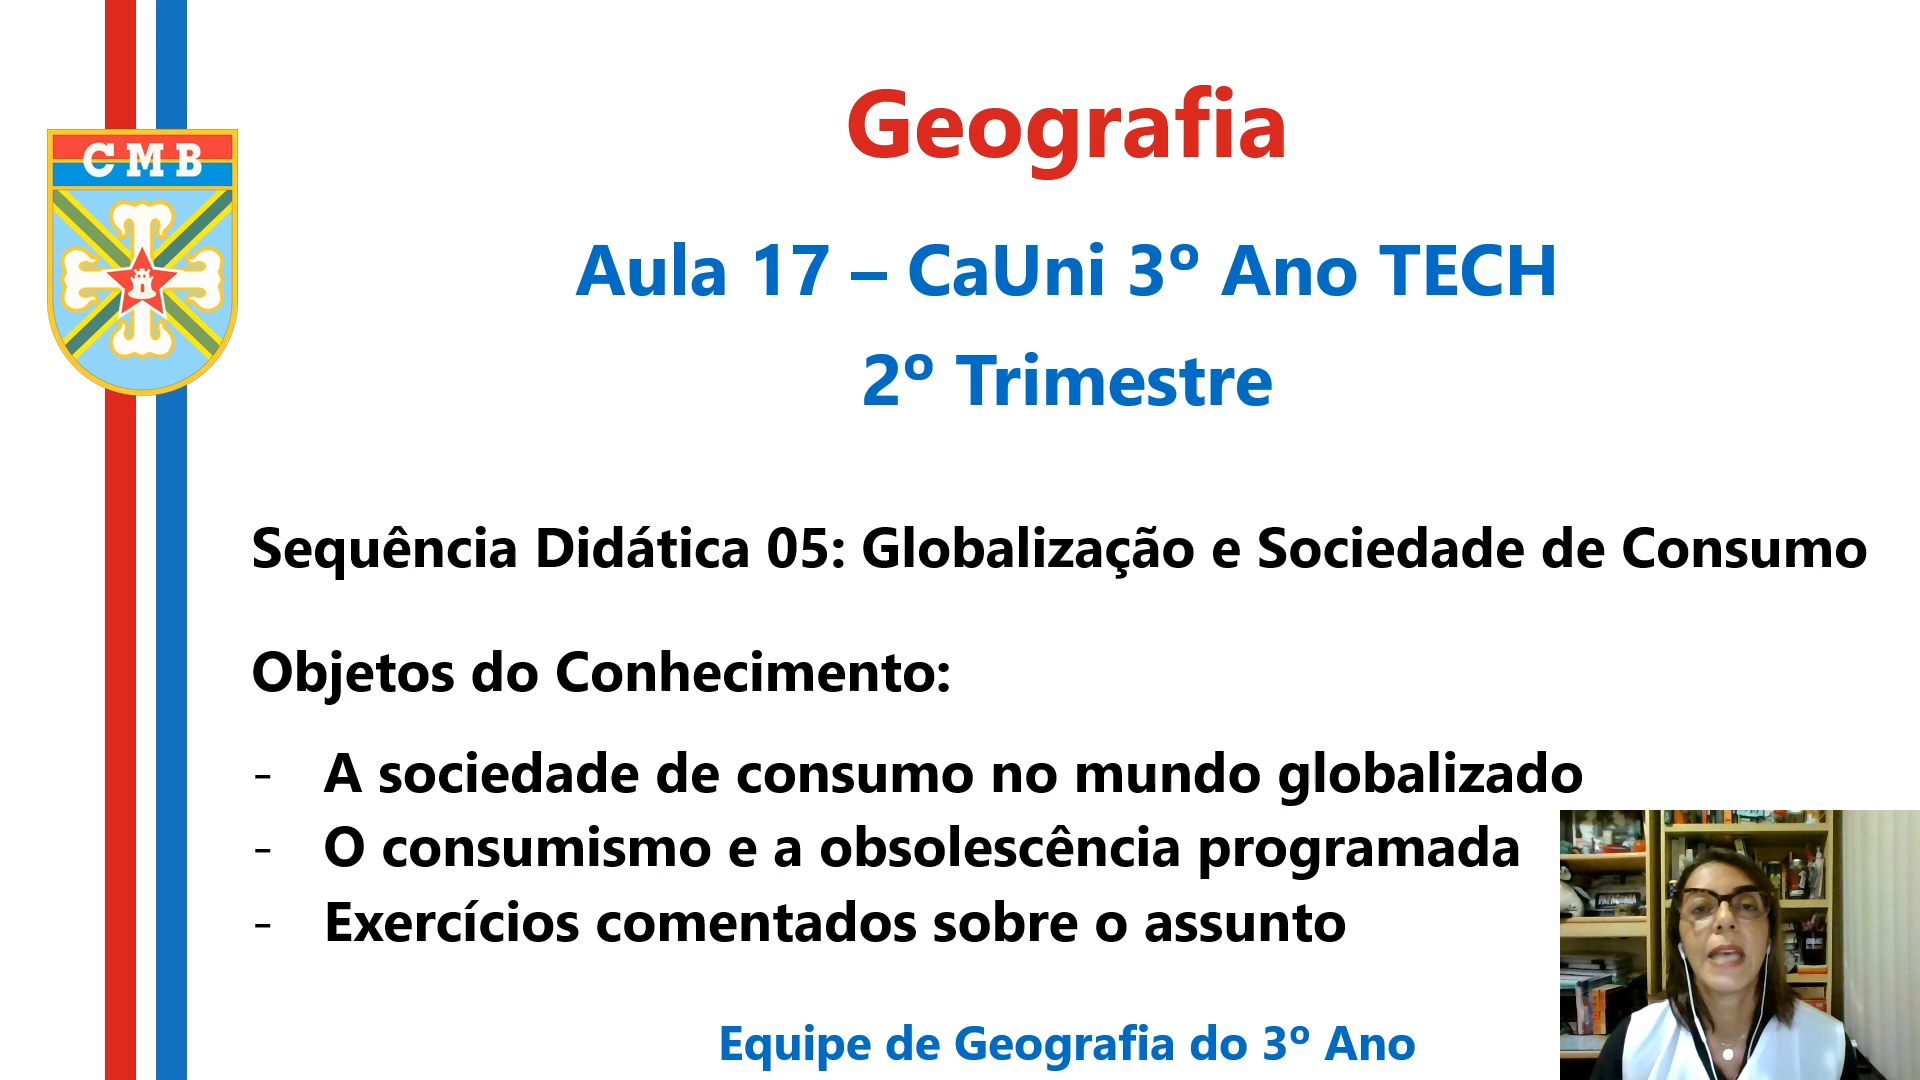 CMB
Geografia
Aula 17 – CaUni 3º Ano TECH
2º Trimestre
Sequência Didática 05: Globalização e Sociedade de Consumo
Objetos do Conhecimento:
- A sociedade de consumo no mundo globalizado
- O consumismo e a obsolescência programada
- Exercícios comentados sobre o assunto
Equipe de Geografia do 3º Ano